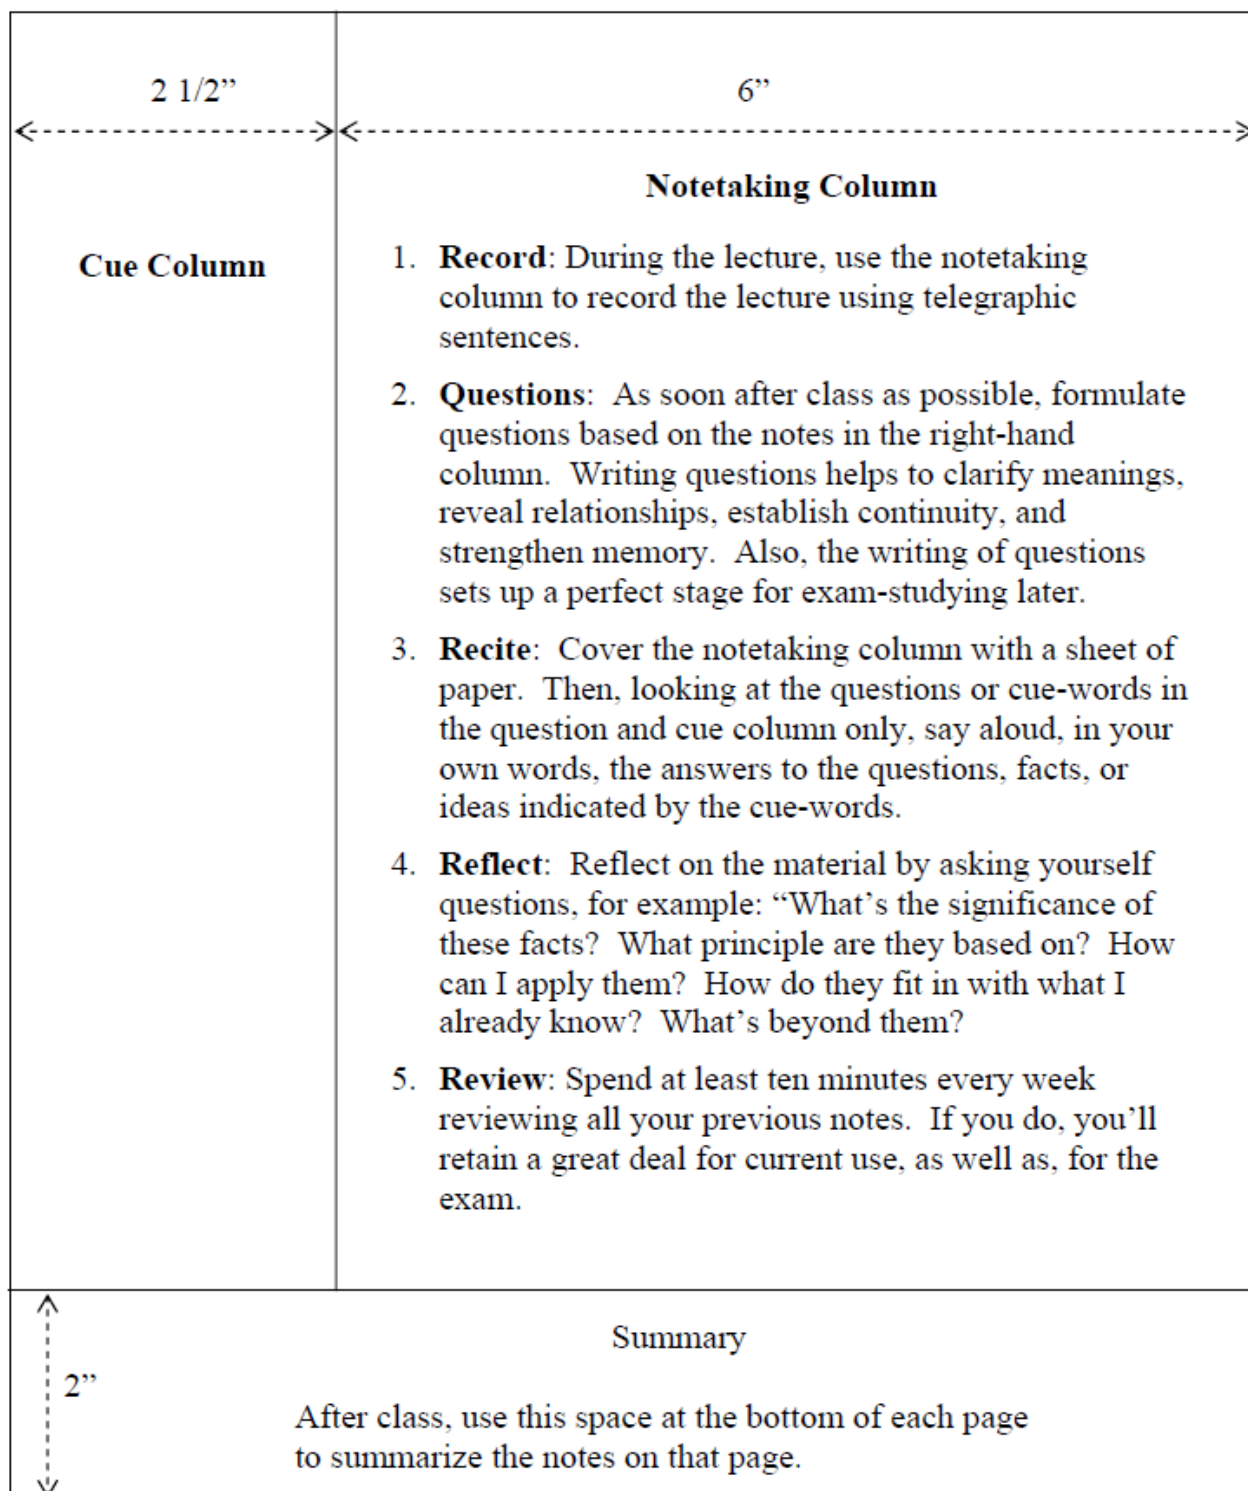 2 1/2”
6”
Cue Column
Notetaking Column
1. Record: During the lecture, use the notetaking
column to record the lecture using telegraphic
sentences.
2. Questions: As soon after class as possible, formulate
questions based on the notes in the right-hand
column. Writing questions helps to clarify meanings,
reveal relationships, establish continuity, and
strengthen memory. Also, the writing of questions
sets up a perfect stage for exam-studying later.
3. Recite: Cover the notetaking column with a sheet of
paper. Then, looking at the questions or cue-words in
the question and cue column only, say aloud, in your
own words, the answers to the questions, facts, or
ideas indicated by the cue-words.
4. Reflect: Reflect on the material by asking yourself
questions, for example: “What’s the significance of
these facts? What principle are they based on? How
can I apply them? How do they fit in with what I
already know? What’s beyond them?
5. Review: Spend at least ten minutes every week
reviewing all your previous notes. If you do, you’ll
retain a great deal for current use, as well as, for the
exam.
2”
Summary
After class, use this space at the bottom of each page
to summarize the notes on that page.